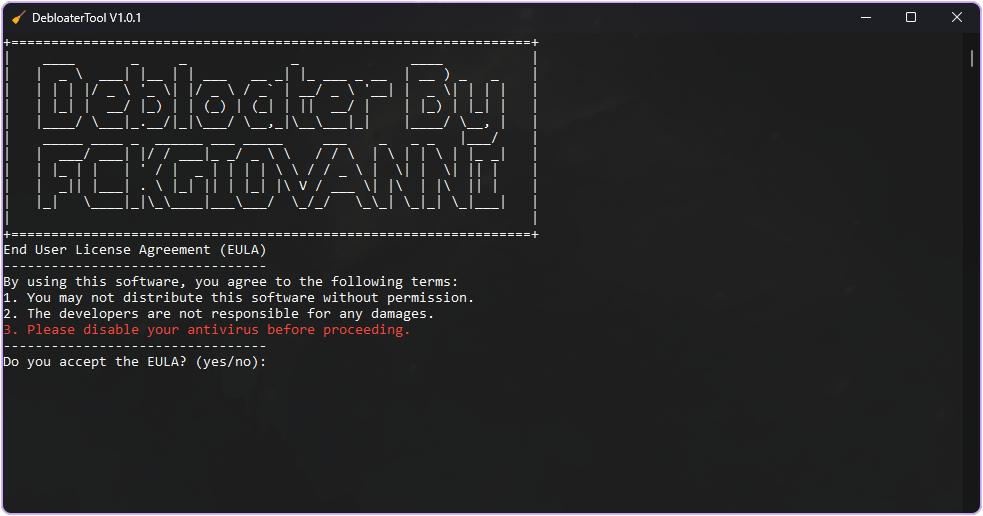 DebloaterTool V1.0.1
Debloater By
FCKGIOVANNI
End User License Agreement (EULA)
---------------------------------
By using this software, you agree to the following terms:
1. You may not distribute this software without permission.
2. The developers are not responsible for any damages.
3. Please disable your antivirus before proceeding.
---------------------------------
Do you accept the EULA? (yes/no):